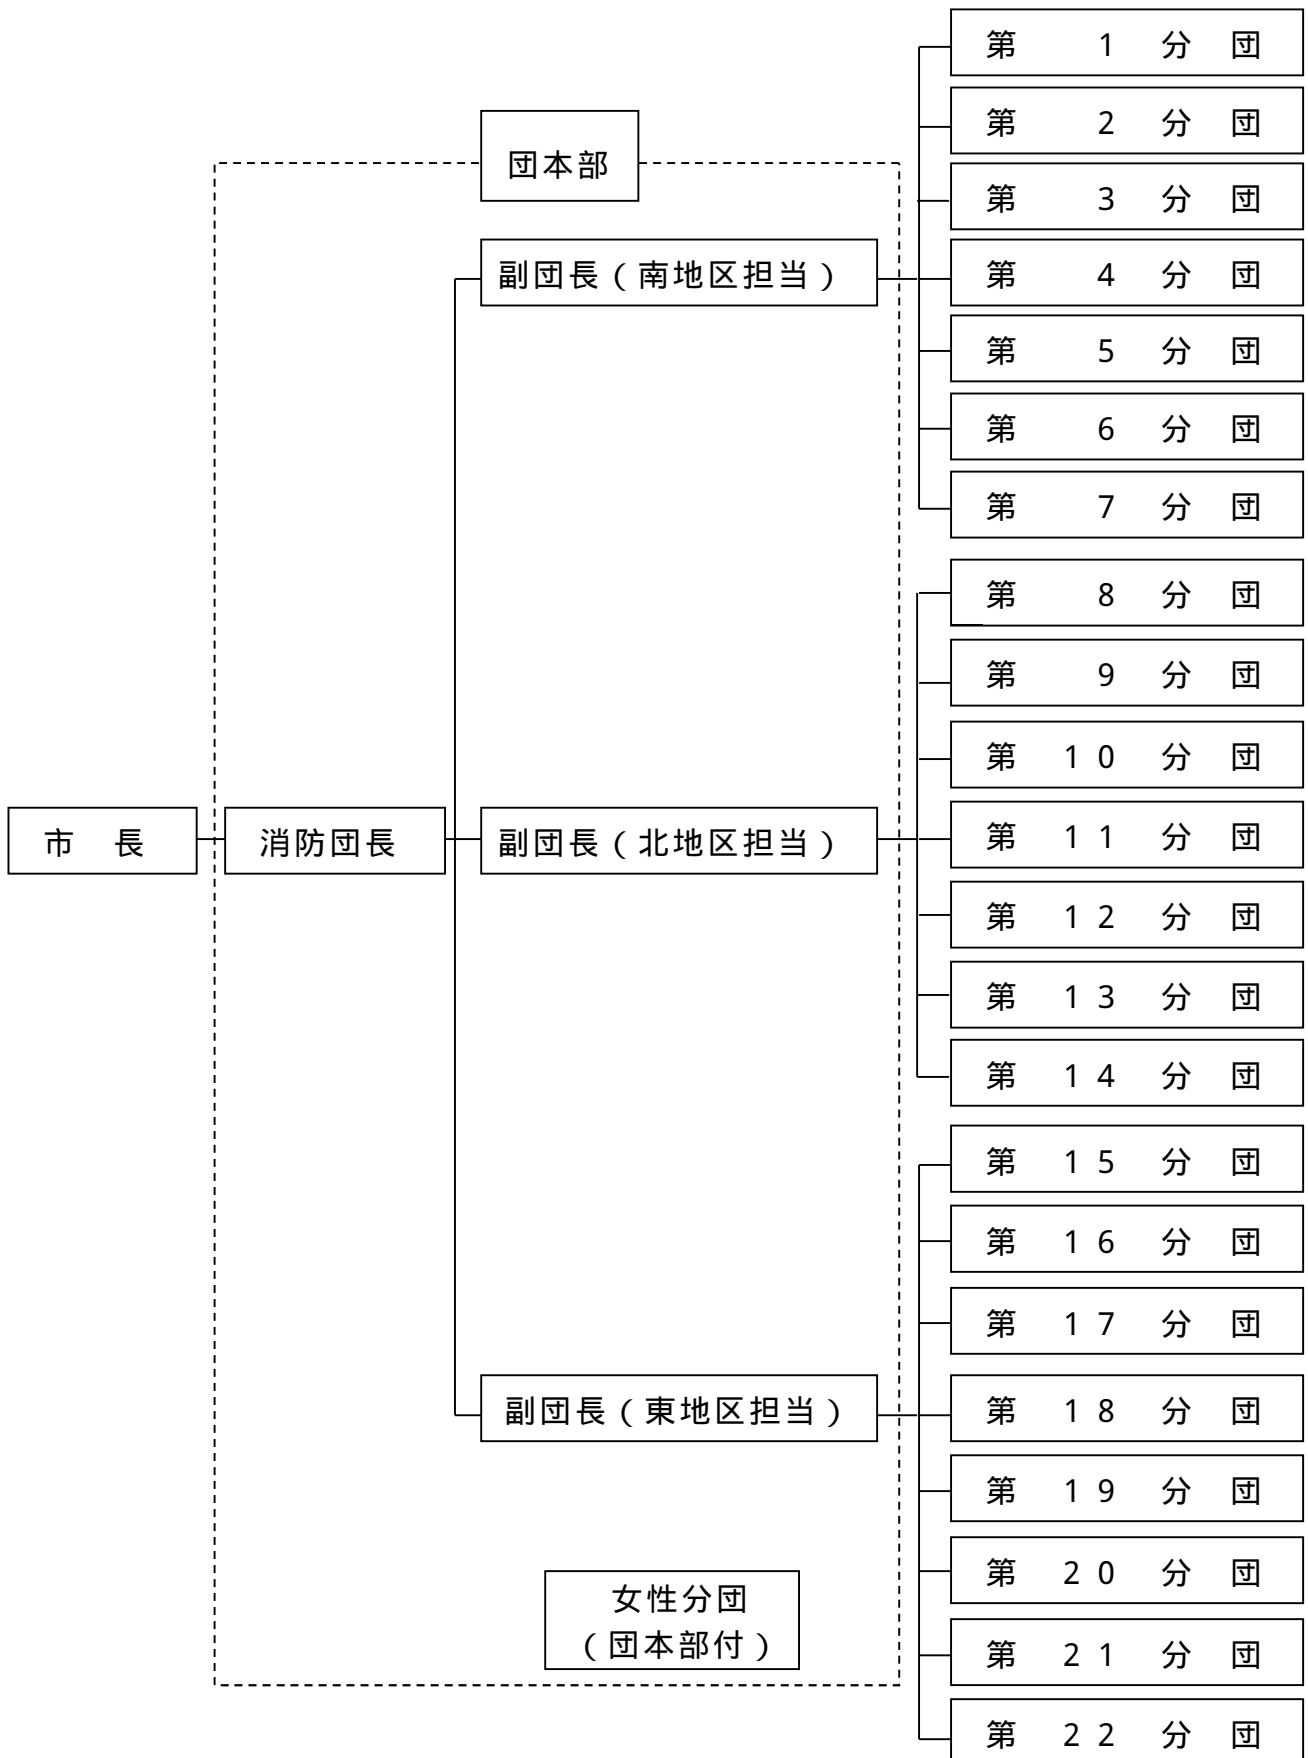 団本部
市 長
消防団長
副団長(南地区担当)
副団長(北地区担当)
副団長(東地区担当)
女性分団
(団本部付)
第 1 分 団
第 2 分 団
第 3 分 団
第 4 分 団
第 5 分 団
第 6 分 団
第 7 分 団
第 8 分 団
第 9 分 団
第 10 分 団
第 11 分 団
第 12 分 団
第 13 分 団
第 14 分 団
第 15 分 団
第 16 分 団
第 17 分 団
第 18 分 団
第 19 分 団
第 20 分 団
第 21 分 団
第 22 分 団